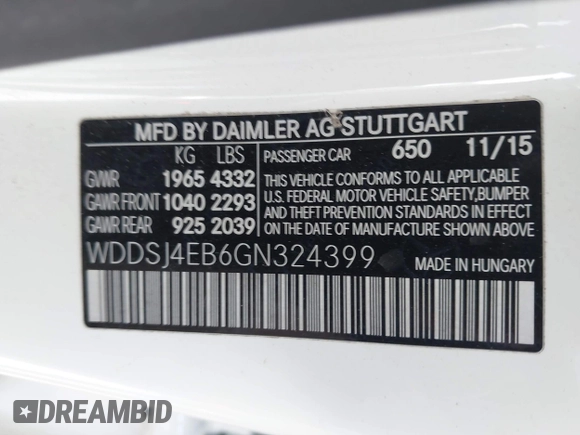 MFD BY DAIMLER AG STUTTGART
KG LBS PASSENGER CAR 650 11/15
GVWR 1965 4332
GAWR FRONT 1040 2293
GAWR REAR 925 2039
THIS VEHICLE CONFORMS TO ALL APPLICABLE
U.S. FEDERAL MOTOR VEHICLE SAFETY, BUMPER
AND THEFT PREVENTION STANDARDS IN EFFECT
ON THE DATE OF MANUFACTURE SHOWN ABOVE
WDDSJ4EB6GN324399 MADE IN HUNGARY
DREAMBID